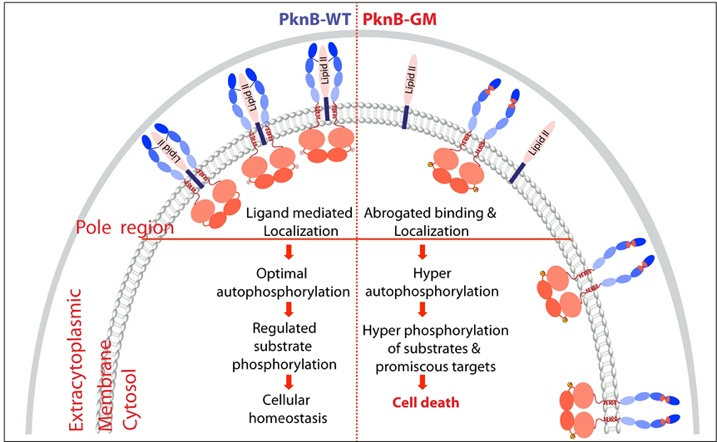 PknB-WT PknB-GM
Lipid II
Lipid II
Lipid II
Lipid II
Lipid II
Pole region
Ligand mediated
Localization
Abrogated binding &
Localization
Optimal
autophosphorylation
Hyper
autophosphorylation
Regulated
substrate
phosphorylation
Hyper phosphorylation
of substrates &
promiscous targets
Cellular
homeostasis
Cell death
Extracytoplasmic
Membrane
Cytosol